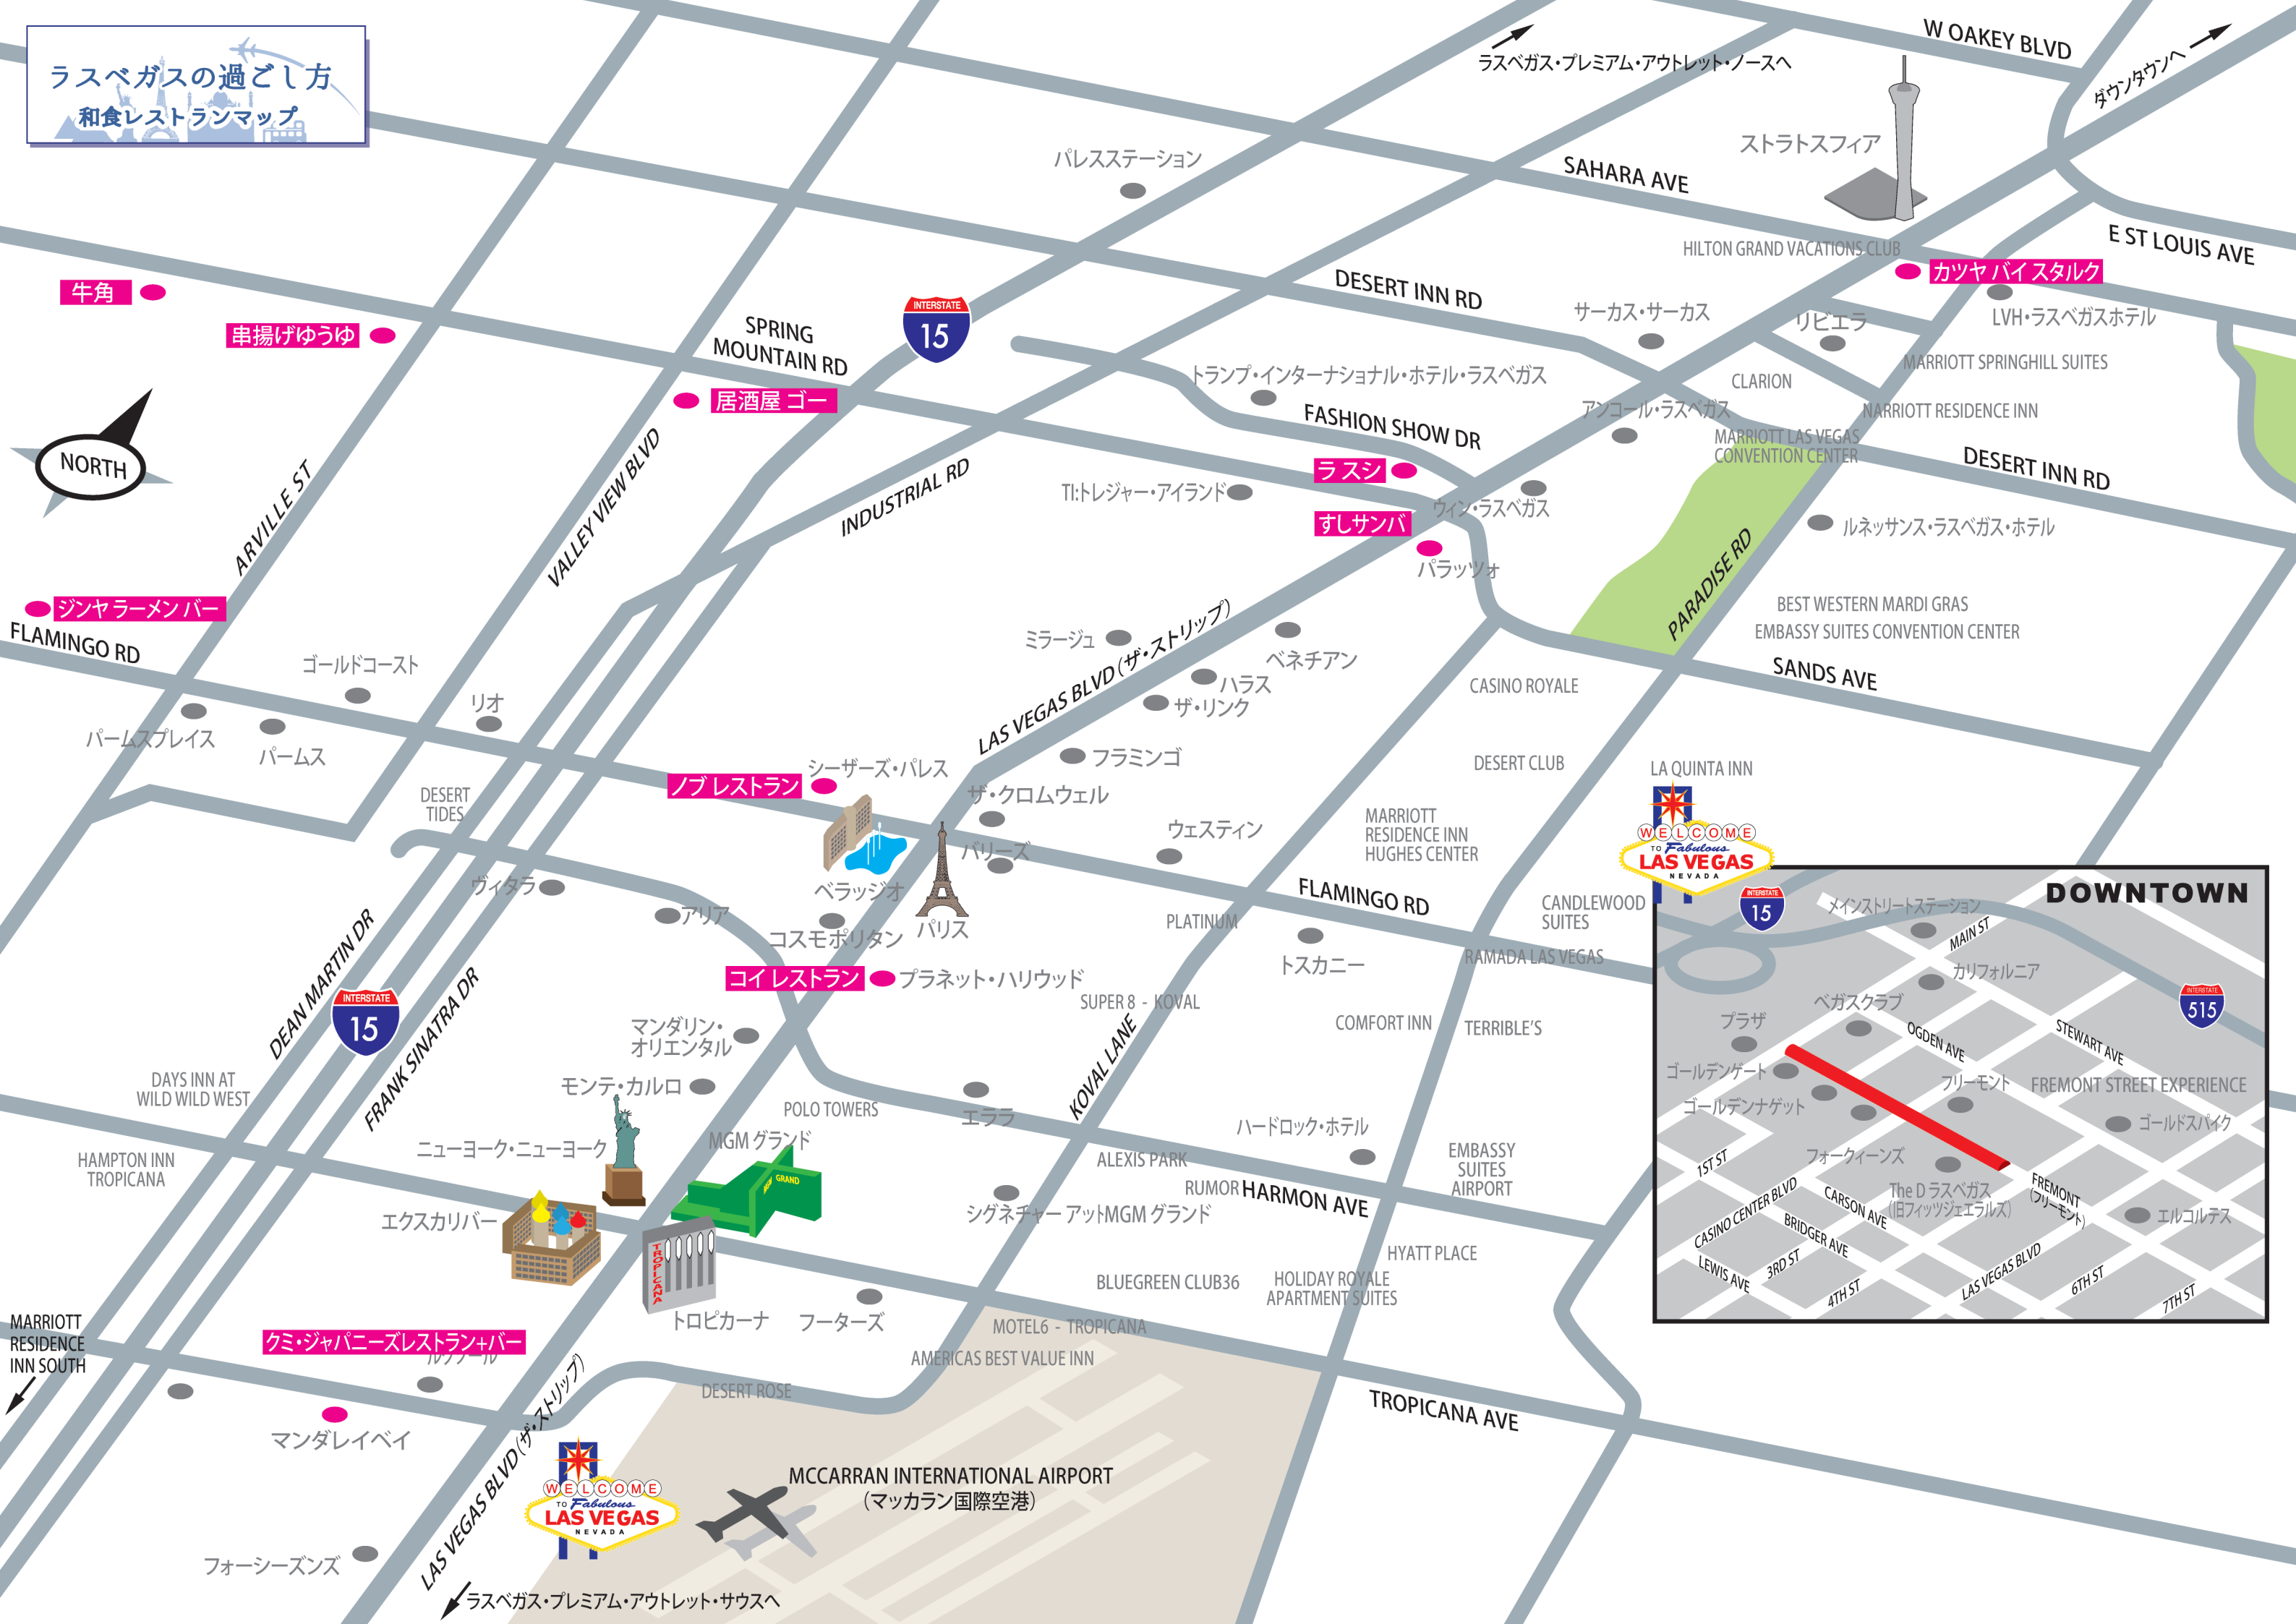 ラスベガスの過ごし方
和食レストランマップ
W OAKEY BLVD
ラスベガス・プレミアム・アウトレット・ノースへ
ダウンタウンへ
ストラトスフィア
パレスステーション
SAHARA AVE
E ST LOUIS AVE
HILTON GRAND VACATIONS CLUB
カツヤ バイ スタルク
LVH・ラスベガスホテル
DESERT INN RD
サーカス・サーカス
リビエラ
牛角
串揚げゆうゆ
SPRING
MOUNTAIN RD
INTERSTATE
15
MARRIOTT SPRINGHILL SUITES
トランプ・インターナショナル・ホテル・ラスベガス
CLARION
居酒屋 ゴー
FASHION SHOW DR
アンコール・ラスベガス
NARRIOTT RESIDENCE INN
MARRIOTT LAS VEGAS
CONVENTION CENTER
NORTH
ARVILLE ST
VALLEY VIEW BLVD
INDUSTRIAL RD
ラ スシ
DESERT INN RD
TI:トレジャー・アイランド
ウィン・ラスベガス
すしサンバ
ルネッサンス・ラスベガス・ホテル
パラッツォ
PARADISE RD
ジンヤ ラーメン バー
FLAMINGO RD
BEST WESTERN MARDI GRAS
EMBASSY SUITES CONVENTION CENTER
ミラージュ
LAS VEGAS BLVD (ザ・ストリップ)
ベネチアン
ゴールドコースト
ハラス
CASINO ROYALE
SANDS AVE
リオ
ザ・リンク
パームスプレイス
パームス
フラミンゴ
DESERT CLUB
LA QUINTA INN
シーザーズ・パレス
ノブ レストラン
ザ・クロムウェル
DESERT
TIDES
MARRIOTT
RESIDENCE INN
HUGHES CENTER
ウェスティン
バリーズ
WELCOME
TO Fabulous
LAS VEGAS
NEVADA
ヴィタラ
ベラッジオ
アリア
FLAMINGO RD
CANDLEWOOD
SUITES
PLATINUM
コスモポリタン
パリス
トスカニー
RAMADA LAS VEGAS
コイ レストラン
プラネット・ハリウッド
SUPER 8 - KOVAL
DEAN MARTIN DR
INTERSTATE
15
FRANK SINATRA DR
マンダリン・
オリエンタル
COMFORT INN
TERRIBLE'S
KOVAL LANE
DAYS INN AT
WILD WILD WEST
モンテ・カルロ
POLO TOWERS
エララ
ハードロック・ホテル
ニューヨーク・ニューヨーク
MGM グランド
MGM GRAND
HAMPTON INN
TROPICANA
ALEXIS PARK
EMBASSY
SUITES
AIRPORT
RUMOR
HARMON AVE
エクスカリバー
シグネチャー アットMGM グランド
TROPICANA
HYATT PLACE
BLUEGREEN CLUB36
HOLIDAY ROYALE
APARTMENT SUITES
トロピカーナ
フーターズ
MARRIOTT
RESIDENCE
INN SOUTH
クミ・ジャパニーズレストラン+バー
MOTEL6 - TROPICANA
AMERICAS BEST VALUE INN
DESERT ROSE
TROPICANA AVE
マンダレイベイ
LAS VEGAS BLVD (ザ・ストリップ)
WELCOME
TO Fabulous
LAS VEGAS
NEVADA
MCCARRAN INTERNATIONAL AIRPORT
(マッカラン国際空港)
フォーシーズンズ
ラスベガス・プレミアム・アウトレット・サウスへ
DOWNTOWN
INTERSTATE
15
メインストリートステーション
MAIN ST
カリフォルニア
INTERSTATE
515
ベガスクラブ
プラザ
OGDEN AVE
STEWART AVE
ゴールデンゲート
フリーモント
FREMONT STREET EXPERIENCE
ゴールデンナゲット
ゴールドスパイク
1ST ST
フォークィーンズ
FREMONT
(フリーモント)
The D ラスベガス
(旧フィッツジェラルズ)
CASINO CENTER BLVD
CARSON AVE
エルコルテス
BRIDGER AVE
LEWIS AVE
3RD ST
4TH ST
LAS VEGAS BLVD
6TH ST
7TH ST